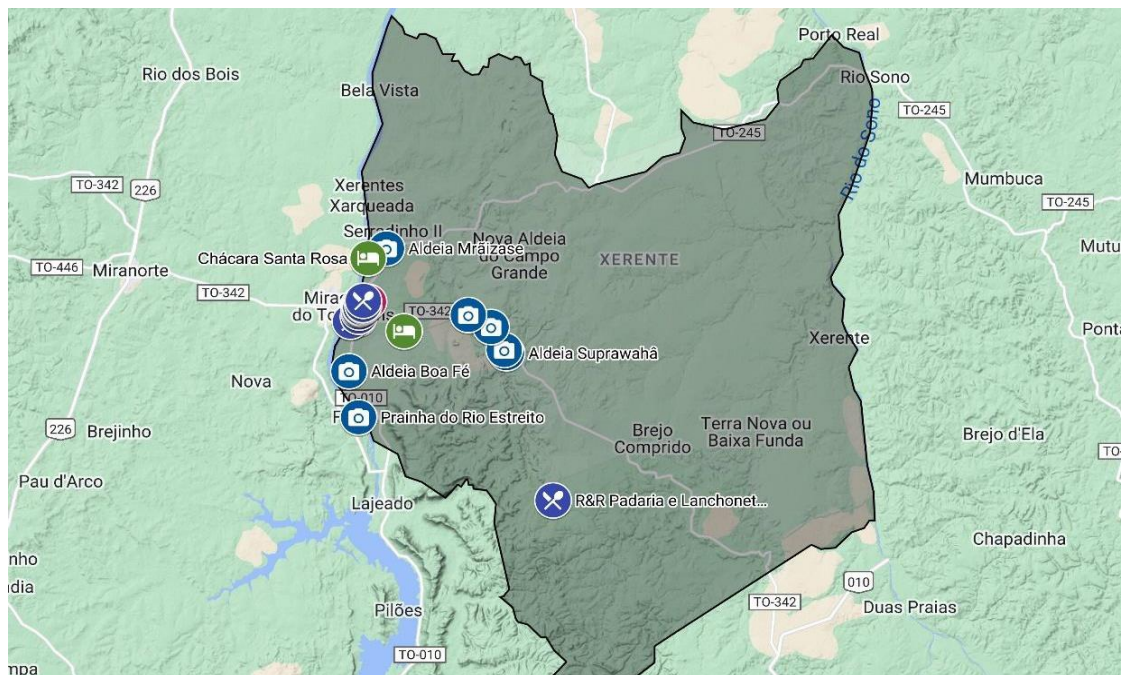 Porto Real
Rio dos Bois
Rio Sono
Bela Vista
TO-245
TO-245
Rio do Sono
Mumbuca
TO-342
226
Xerentes
Xarqueada
TO-245
Serradinho II
Aldeia Mrãizase
Nova Aldeia
do Campo
Grande
Mutu
Chácara Santa Rosa
XERENTE
TO-446
Miranorte
TO-342
TO-342
Xerente
Aldeia Suprawahâ
Nova
Aldeia Boa Fé
TO-010
Prainha do Rio Estreito
226
Brejinho
Brejo
Comprido
Terra Nova ou
Baixa Funda
Brejo d'Ela
Pau d'Arco
Lajeado
R&R Padaria e Lanchonet...
Chapadinha
010
TO-342
Duas Praias
Pilões
TO-010